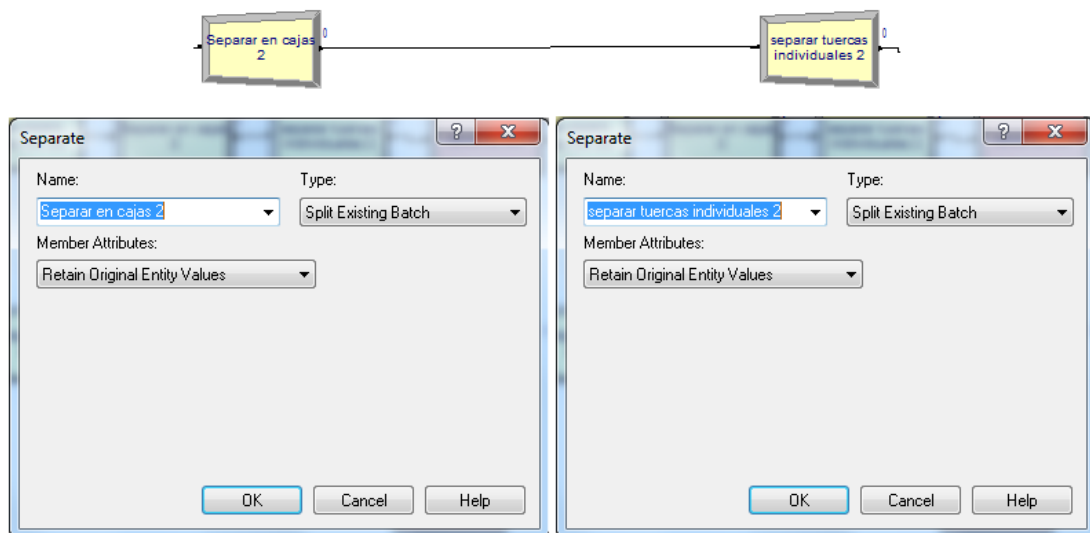 Separar en cajas
2
0
separar tuercas
individuales 2
0
Separate
?
X
Name:
Type:
Separar en cajas 2
Split Existing Batch
Member Attributes:
Retain Original Entity Values
OK
Cancel
Help
Separate
?
X
Name:
Type:
separar tuercas individuales 2
Split Existing Batch
Member Attributes:
Retain Original Entity Values
OK
Cancel
Help